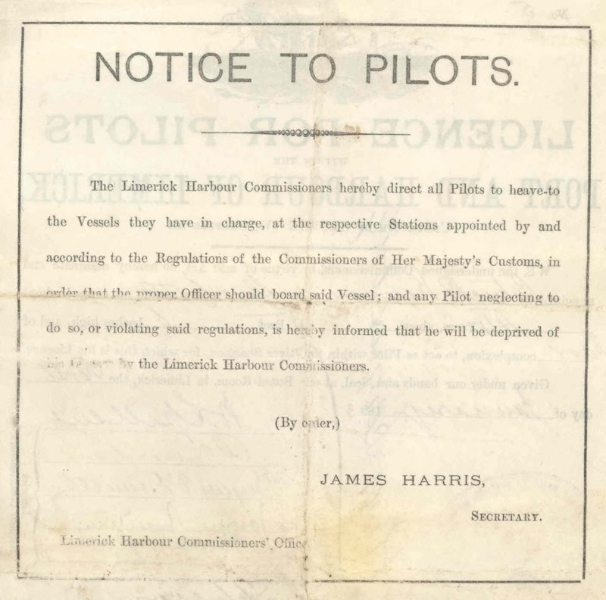 NOTICE TO PILOTS.
The Limerick Harbour Commissioners hereby direct all Pilots to heave-to
the Vessels they have in charge, at the respective Stations appointed by and
according to the Regulations of the Commissioners of Her Majesty's Customs, in
order that the proper Officer should board said Vessel; and any Pilot neglecting to
do so, or violating said regulations, is hereby informed that he will be deprived of
by the Limerick Harbour Commissioners.
(By order,)
JAMES HARRIS,
SECRETARY.
Limerick Harbour Commissioners' Office